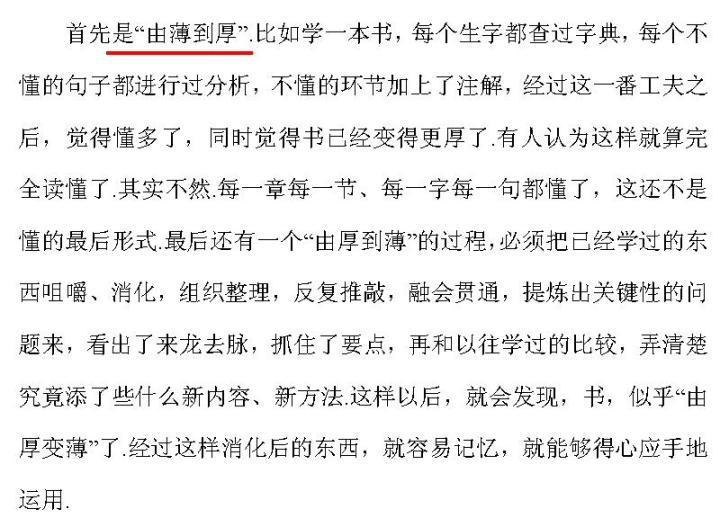 首先是“由薄到厚”.比如学一本书，每个生字都查过字典，每个不
懂的句子都进行过分析，不懂的环节加上了注解，经过这一番工夫之
后，觉得懂多了，同时觉得书已经变得更厚了.有人认为这样就算完
全读懂了.其实不然.每一章每一节、每一字每一句都懂了，这还不是
懂的最后形式.最后还有一个“由厚到薄”的过程，必须把已经学过的东
西咀嚼、消化，组织整理，反复推敲，融会贯通，提炼出关键性的问
题来，看出了来龙去脉，抓住了要点，再和以往学过的比较，弄清楚
究竟添了些什么新内容、新方法.这样以后，就会发现，书，似乎“由
厚变薄”了.经过这样消化后的东西，就容易记忆，就能够得心应手地
运用.